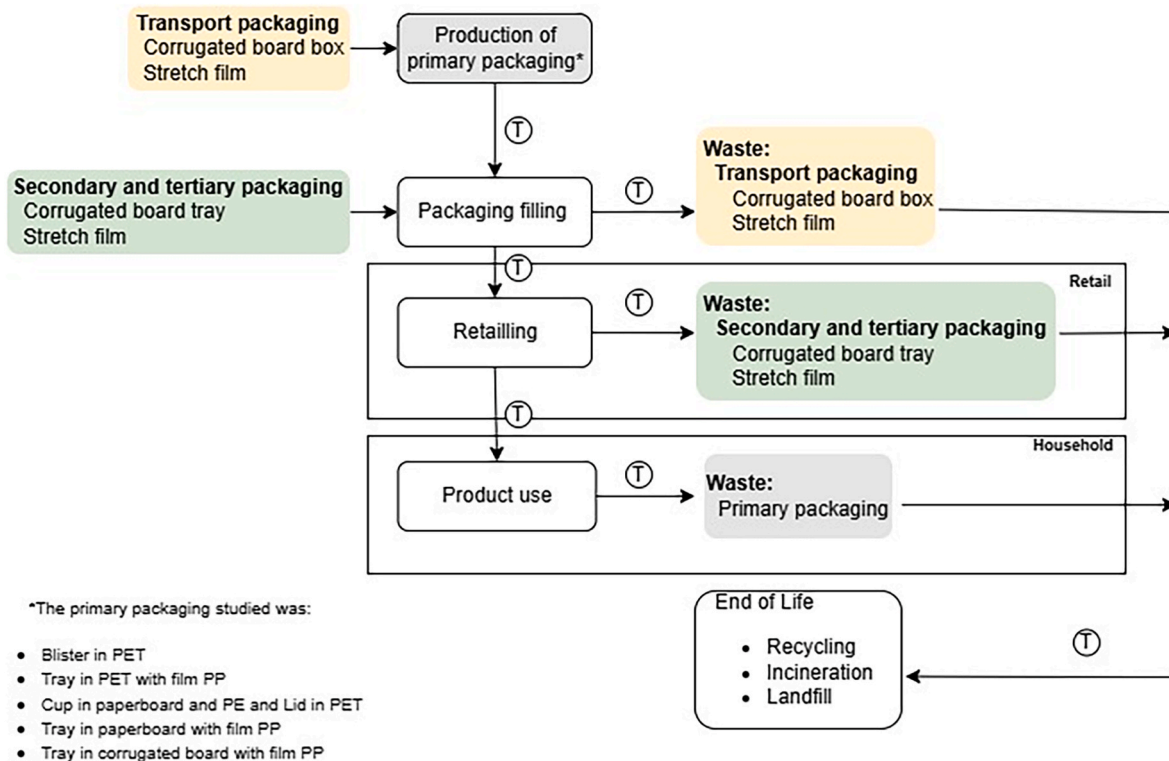 Transport packaging
Corrugated board box
Stretch film
Production of
primary packaging*
T
Secondary and tertiary packaging
Corrugated board tray
Stretch film
Packaging filling
T
Waste:
Transport packaging
Corrugated board box
Stretch film
T
Retail
Retailling
T
Waste:
Secondary and tertiary packaging
Corrugated board tray
Stretch film
T
Household
Product use
T
Waste:
Primary packaging
*The primary packaging studied was:
• Blister in PET
• Tray in PET with film PP
• Cup in paperboard and PE and Lid in PET
• Tray in paperboard with film PP
• Tray in corrugated board with film PP
End of Life
• Recycling
• Incineration
• Landfill
T